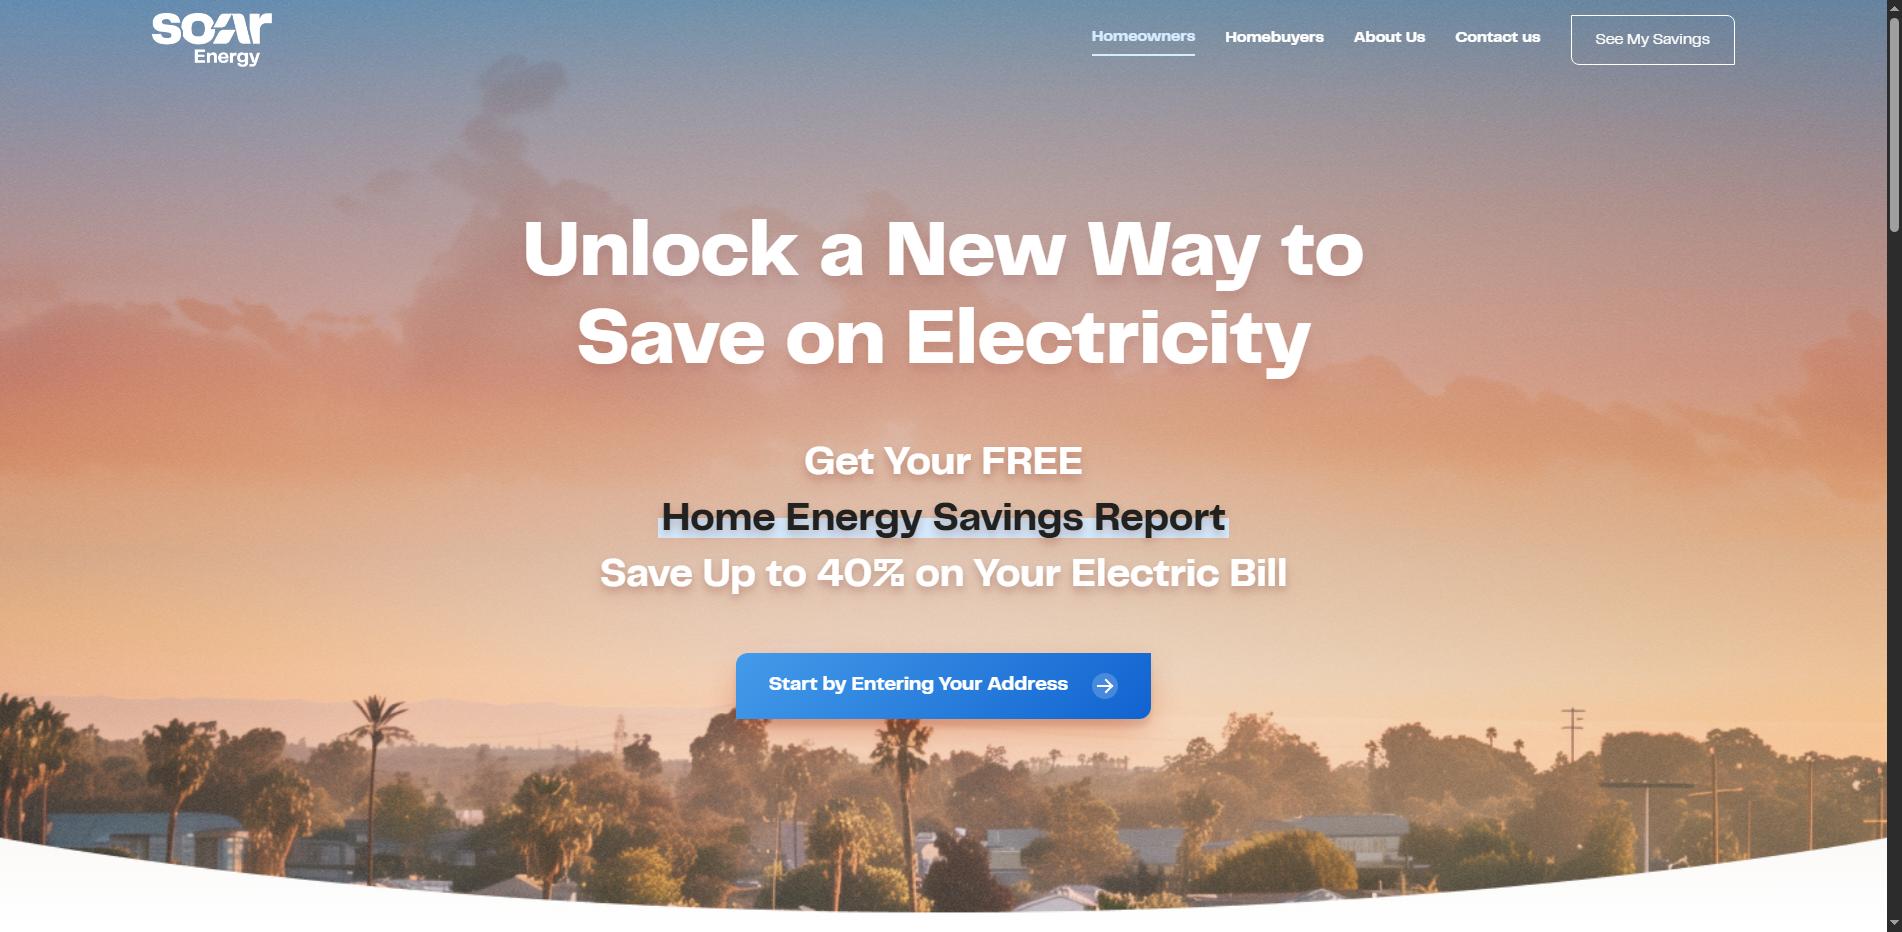 soar
Energy
Homeowners
Homebuyers
About Us
Contact us
See My Savings
Unlock a New Way to
Save on Electricity
Get Your FREE
Home Energy Savings Report
Save Up to 40% on Your Electric Bill
Start by Entering Your Address